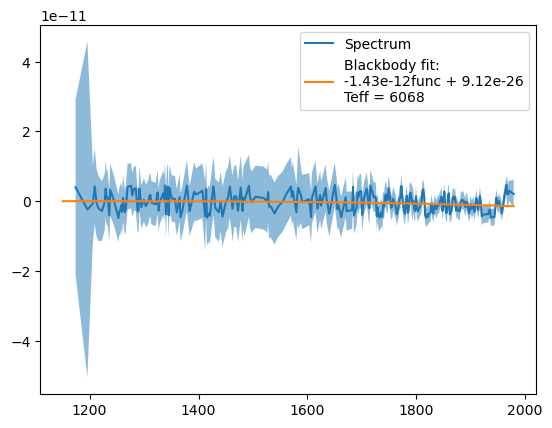 1e−11
4
2
0
−2
−4
1200
1400
1600
1800
2000
Spectrum
Blackbody fit:
-1.43e-12func + 9.12e-26
Teff = 6068